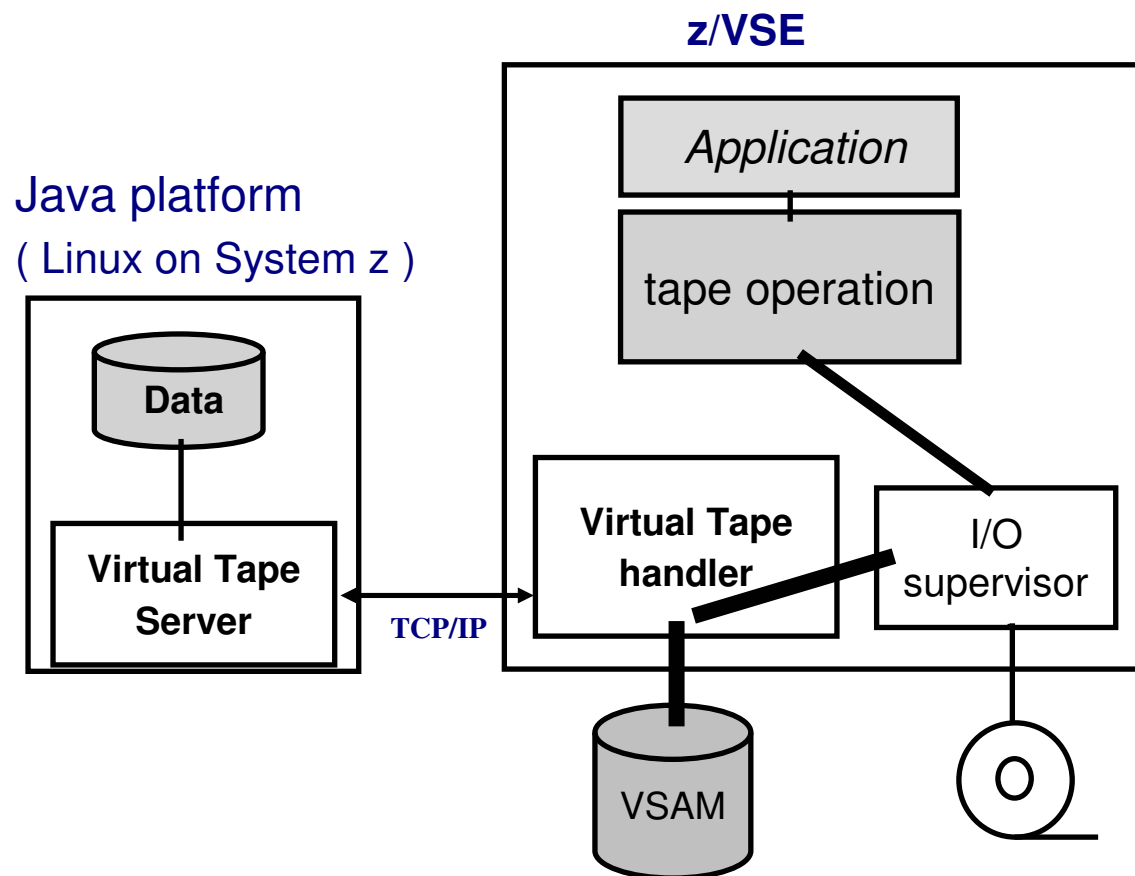 z/VSE
Application
Java platform
( Linux on System z )
tape operation
Data
Virtual Tape
handler
I/O
supervisor
Virtual Tape
Server
TCP/IP
VSAM